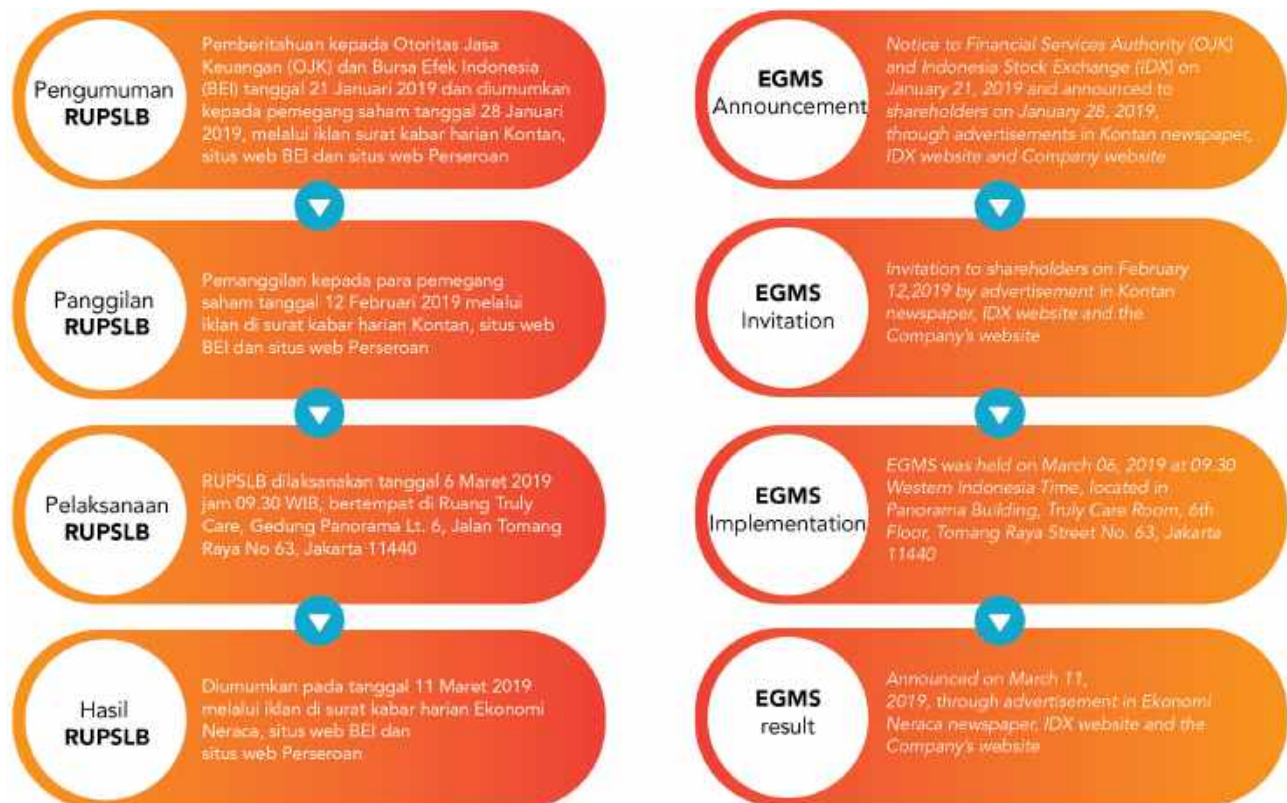 Pengumuman
RUPSLB
Pemberitahuan kepada Otoritas Jasa
Keuangan (OJK) dan Bursa Efek Indonesia
(BEI) tanggal 21 Januari 2019 dan diumumkan
kepada pemegang saham tanggal 28 Januari
2019, melalui iklan surat kabar harian Kontan,
situs web BEI dan situs web Perseroan
Panggilan
RUPSLB
Pemanggilan kepada para pemegang
saham tanggal 12 Februari 2019 melalui
iklan di surat kabar harian Kontan, situs web
BEI dan situs web Perseroan
Pelaksanaan
RUPSLB
RUPSLB dilaksanakan tanggal 6 Maret 2019
jam 09.30 WIB, bertempat di Ruang Truly
Care, Gedung Panorama Lt. 6, Jalan Tomang
Raya No 63, Jakarta 11440
Hasil
RUPSLB
Diumumkan pada tanggal 11 Maret 2019
melalui iklan di surat kabar harian Ekonomi
Neraca, situs web BEI dan
situs web Perseroan
EGMS
Announcement
Notice to Financial Services Authority (OJK)
and Indonesia Stock Exchange (IDX) on
January 21, 2019 and announced to
shareholders on January 28, 2019,
through advertisements in Kontan newspaper,
IDX website and Company website
EGMS
Invitation
Invitation to shareholders on February
12,2019 by advertisement in Kontan
newspaper, IDX website and the
Company's website
EGMS
Implementation
EGMS was held on March 06, 2019 at 09.30
Western Indonesia Time, located in
Panorama Building, Truly Care Room, 6th
Floor, Tomang Raya Street No. 63, Jakarta
11440
EGMS
result
Announced on March 11,
2019, through advertisement in Ekonomi
Neraca newspaper, IDX website and the
Company's website